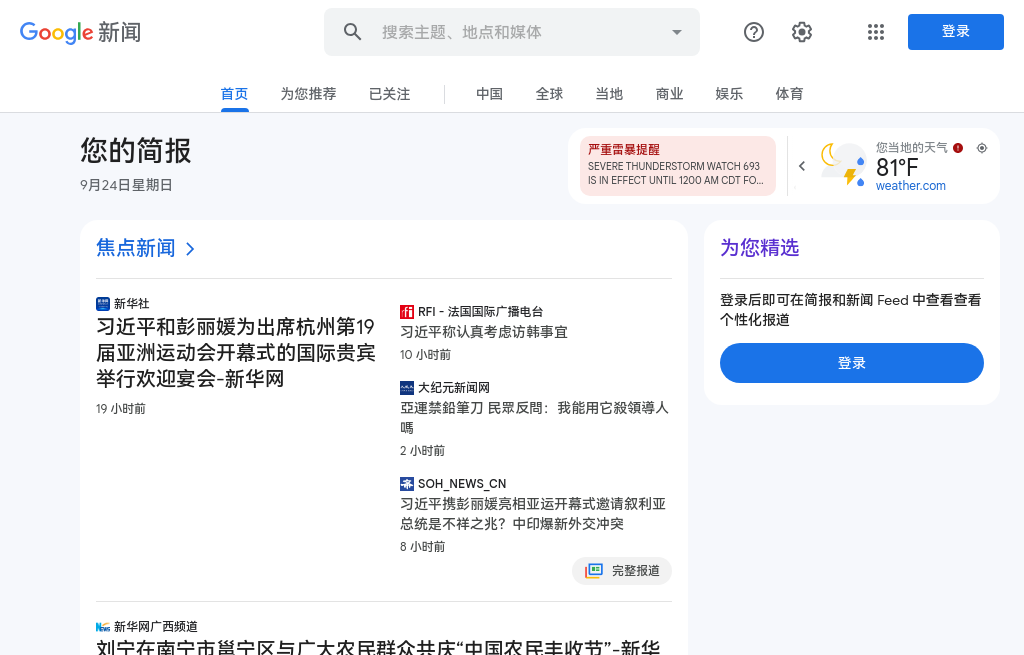 Google 新闻
搜索主题、地点和媒体
登录
首页
为您推荐
已关注
中国
全球
当地
商业
娱乐
体育
您的简报
9月24日星期日
严重雷暴提醒
SEVERE THUNDERSTORM WATCH 693
IS IN EFFECT UNTIL 1200 AM CDT FO...
您当地的天气
81°F
weather.com
焦点新闻
新华社
习近平和彭丽媛为出席杭州第19
届亚洲运动会开幕式的国际贵宾
举行欢迎宴会-新华网
19 小时前
RFI - 法国国际广播电台
习近平称认真考虑访韩事宜
10 小时前
大纪元新闻网
亞運禁鉛筆刀 民眾反問：我能用它殺領導人
嗎
2 小时前
SOH_NEWS_CN
习近平携彭丽媛亮相亚运开幕式邀请叙利亚
总统是不祥之兆？中印爆新外交冲突
8 小时前
完整报道
新华网广西频道
刘宁在南宁市邕宁区与广大农民群众共庆“中国农民丰收节”-新华
为您精选
登录后即可在简报和新闻 Feed 中查看查看
个性化报道
登录